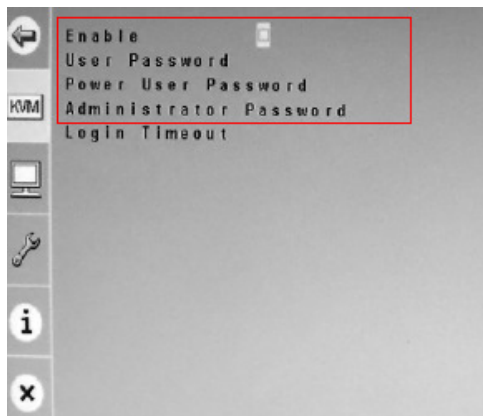 Enable
User Password
Power User Password
KVM
Administrator Password
Login Timeout
i
x